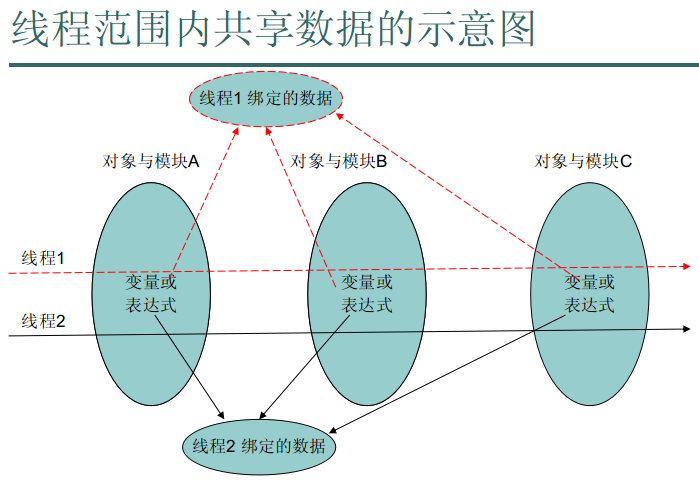 线程范围内共享数据的示意图
线程1 绑定的数据
对象与模块A
对象与模块B
对象与模块C
线程1
变量或
表达式
变量或
表达式
变量或
表达式
线程2
线程2 绑定的数据